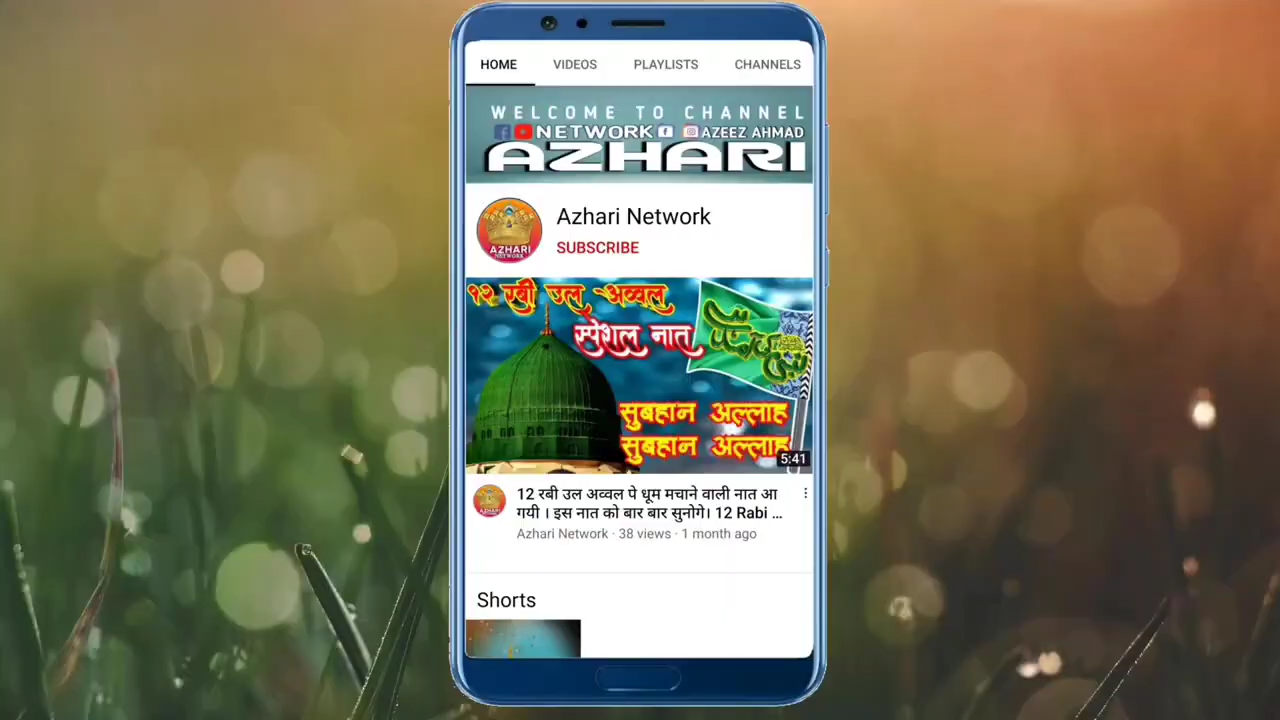 HOME VIDEOS PLAYLISTS CHANNELS
WELCOME TO CHANNEL
NETWORK AZEEZ AHMAD
AZHARI
AZHARI
NETWORK
Azhari Network
SUBSCRIBE
१२ रबी उल अव्वल
स्पेशल नात
सुबहान अल्लाह
सुबहान अल्लाह
5:41
12 रबी उल अव्वल पे धूम मचाने वाली नात आ
गयी । इस नात को बार बार सुनोगे। 12 Rabi ...
Azhari Network · 38 views · 1 month ago
Shorts